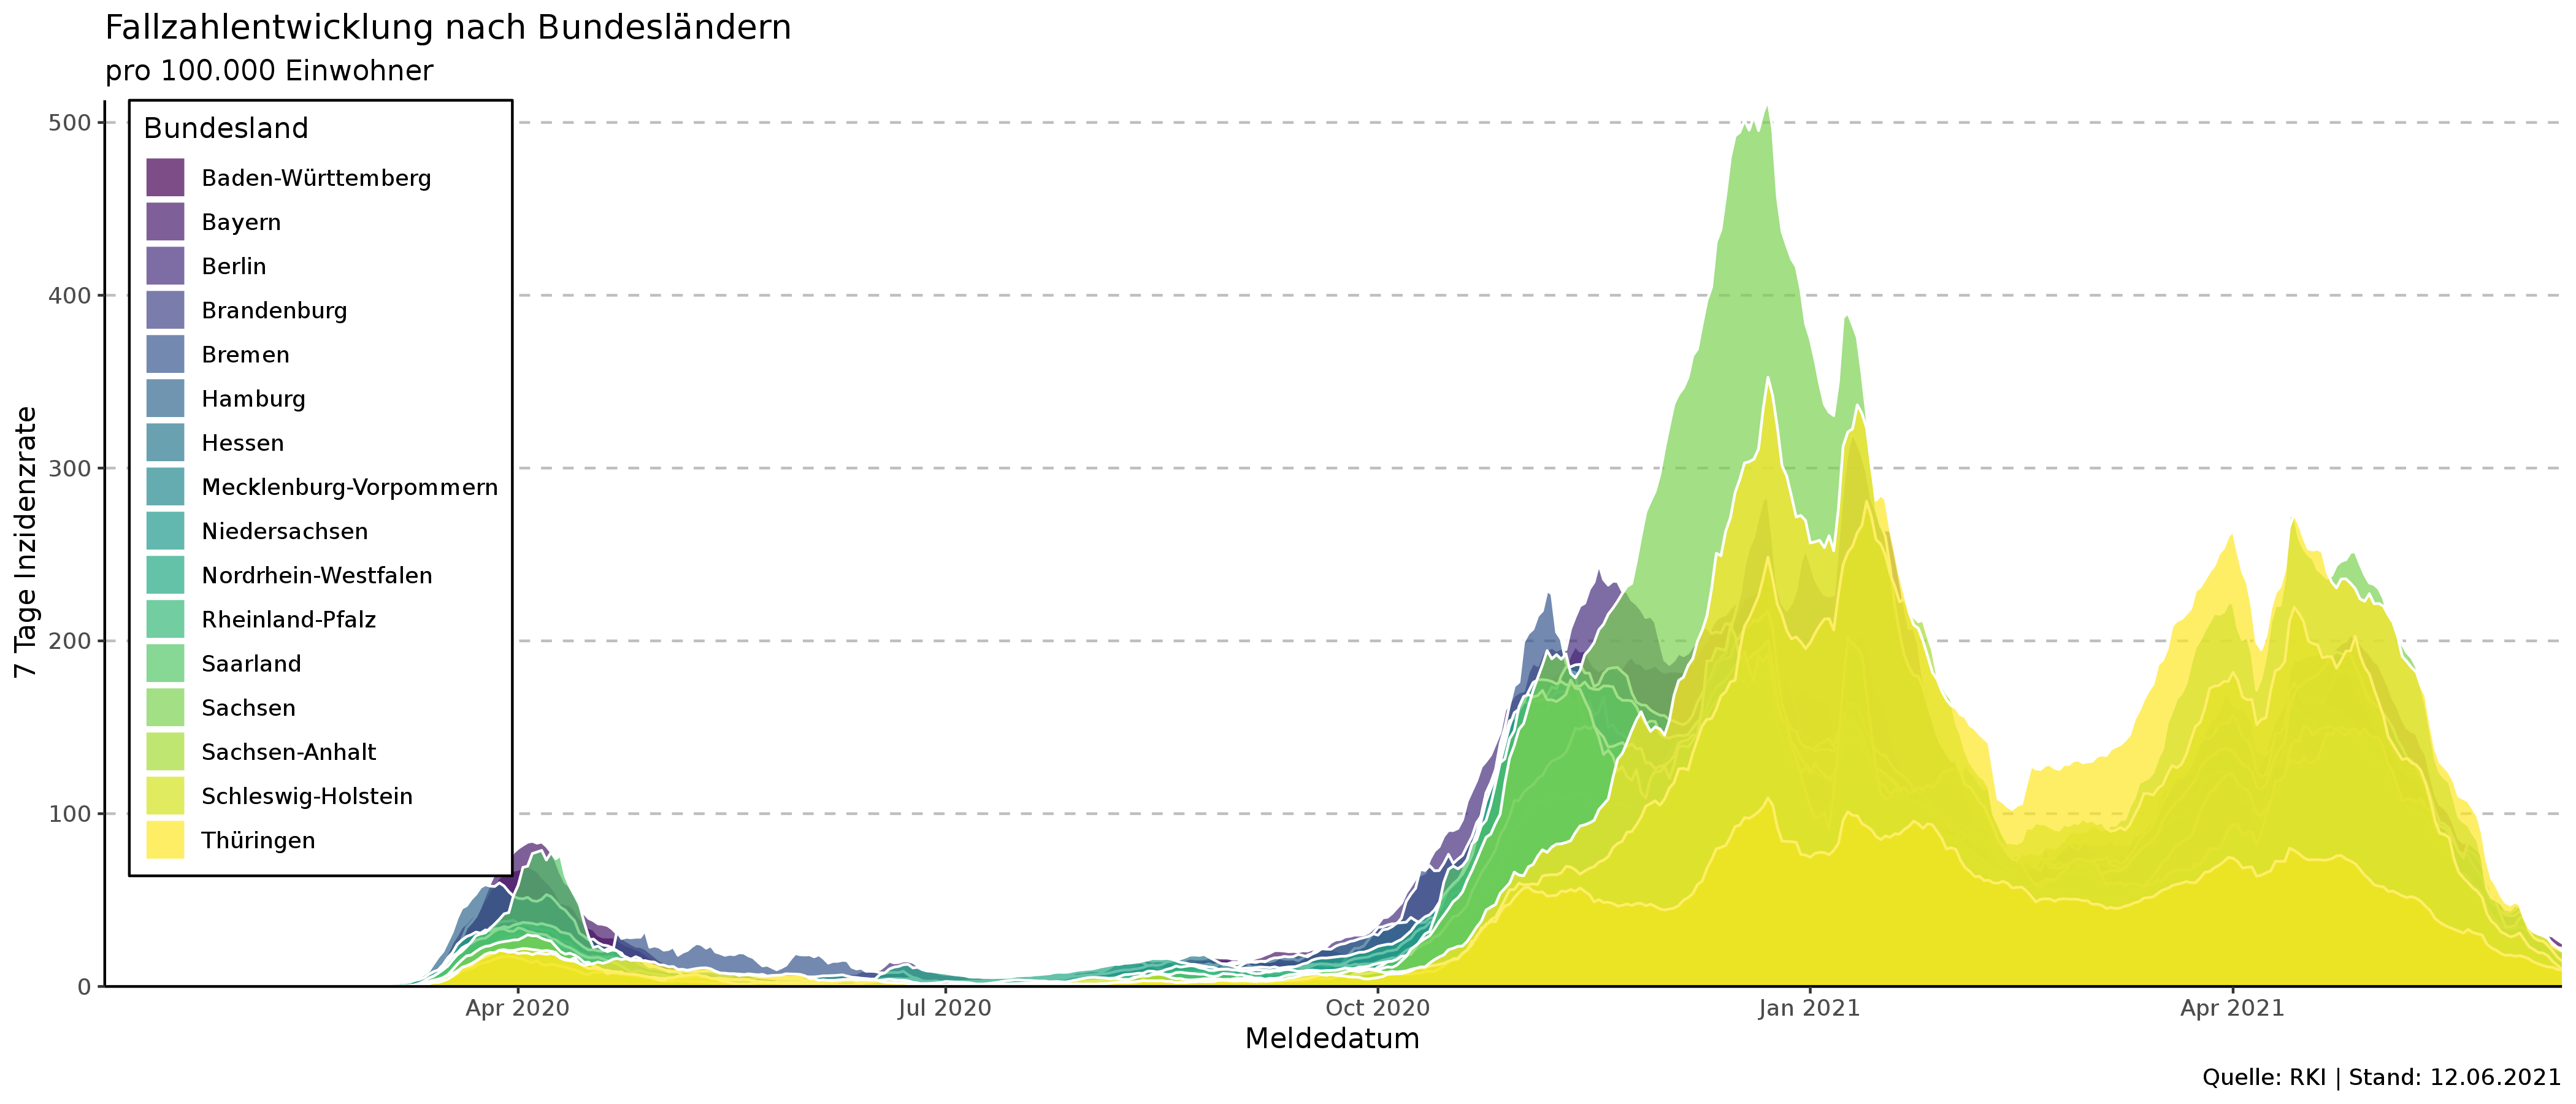 Fallzahlentwicklung nach Bundesländern
pro 100.000 Einwohner
Bundesland
Baden-Württemberg
Bayern
Berlin
Brandenburg
Bremen
Hamburg
Hessen
Mecklenburg-Vorpommern
Niedersachsen
Nordrhein-Westfalen
Rheinland-Pfalz
Saarland
Sachsen
Sachsen-Anhalt
Schleswig-Holstein
Thüringen
7 Tage Inzidenzrate
500
400
300
200
100
0
Apr 2020
Jul 2020
Oct 2020
Jan 2021
Apr 2021
Meldedatum
Quelle: RKI | Stand: 12.06.2021